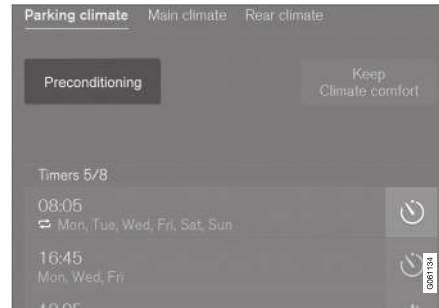 Parking climate Main climate Rear climate
Preconditioning
Keep
Climate comfort
Timers 5/8
08:05
Mon, Tue, Wed, Fri, Sat, Sun
16:45
Mon, Wed, Fri
G061134